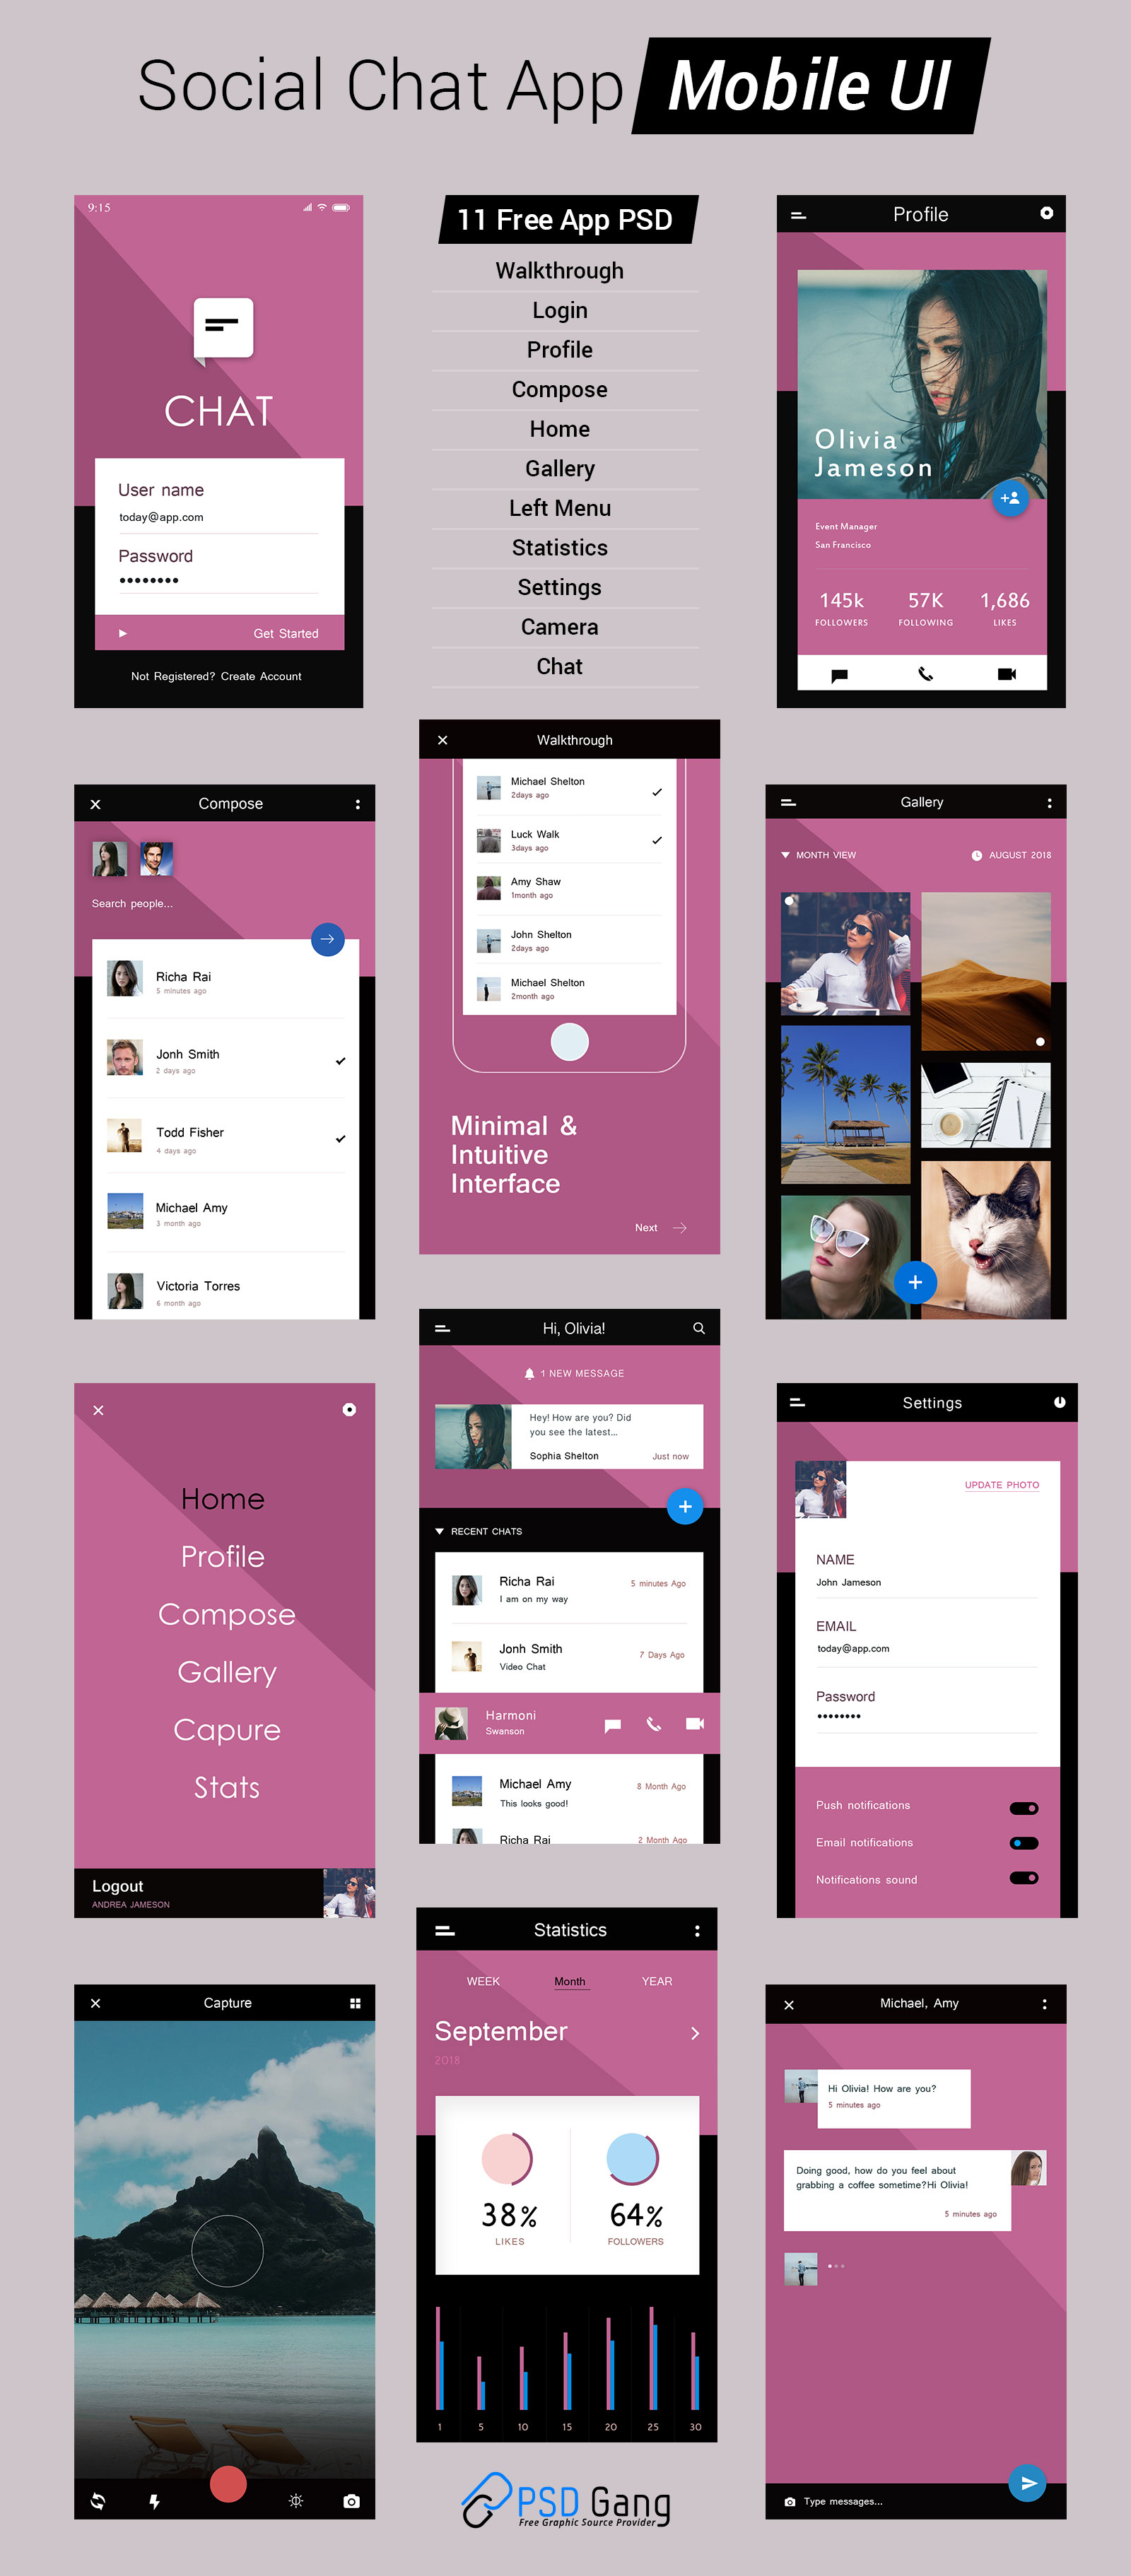 Social Chat App Mobile UI
9:15
CHAT
User name
today@app.com
Password
Get Started
Not Registered? Create Account
11 Free App PSD
Walkthrough
Login
Profile
Compose
Home
Gallery
Left Menu
Statistics
Settings
Camera
Chat
Profile
Olivia
Jameson
Event Manager
San Francisco
145k 57K 1,686
FOLLOWERS FOLLOWING LIKES
Compose
Search people...
Richa Rai
5 minutes ago
Jonh Smith
2 days ago
Todd Fisher
4 days ago
Michael Amy
3 month ago
Victoria Torres
6 month ago
Walkthrough
Michael Shelton
2days ago
Luck Walk
3days ago
Amy Shaw
1month ago
John Shelton
2days ago
Michael Shelton
2month ago
Minimal &
Intuitive
Interface
Next
Gallery
MONTH VIEW AUGUST 2018
Home
Profile
Compose
Gallery
Capure
Stats
Logout
ANDREA JAMESON
Hi, Olivia!
1 NEW MESSAGE
Hey! How are you? Did
you see the latest...
Sophia Shelton Just now
RECENT CHATS
Richa Rai 5 minutes Ago
I am on my way
Jonh Smith 7 Days Ago
Video Chat
Harmoni
Swanson
Michael Amy 8 Month Ago
This looks good!
Richa Rai 2 Month Ago
Settings
UPDATE PHOTO
NAME
John Jameson
EMAIL
today@app.com
Password
Push notifications
Email notifications
Notifications sound
Capture
Statistics
WEEK Month YEAR
September
2018
38% 64%
LIKES FOLLOWERS
1 5 10 15 20 25 30
Michael, Amy
Hi Olivia! How are you?
5 minutes ago
Doing good, how do you feel about
grabbing a coffee sometime?Hi Olivia!
5 minutes ago
Type messages...
PSD Gang
Free Graphic Source Provider